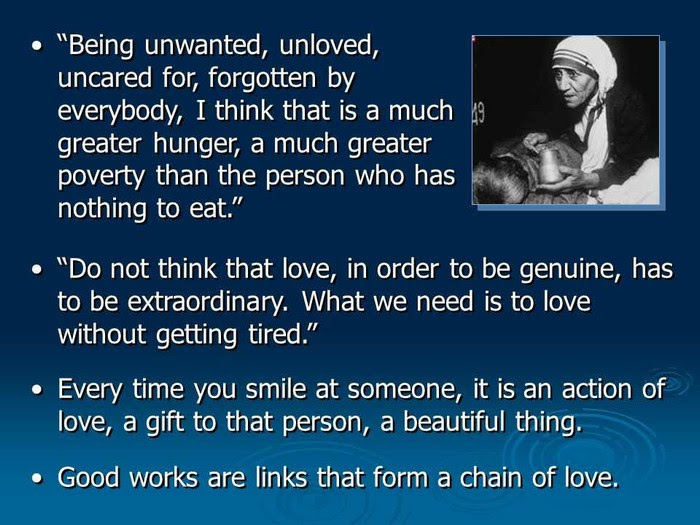 • “Being unwanted, unloved,
uncared for, forgotten by
everybody, I think that is a much
greater hunger, a much greater
poverty than the person who has
nothing to eat.”
49
• “Do not think that love, in order to be genuine, has
to be extraordinary. What we need is to love
without getting tired.”
• Every time you smile at someone, it is an action of
love, a gift to that person, a beautiful thing.
• Good works are links that form a chain of love.